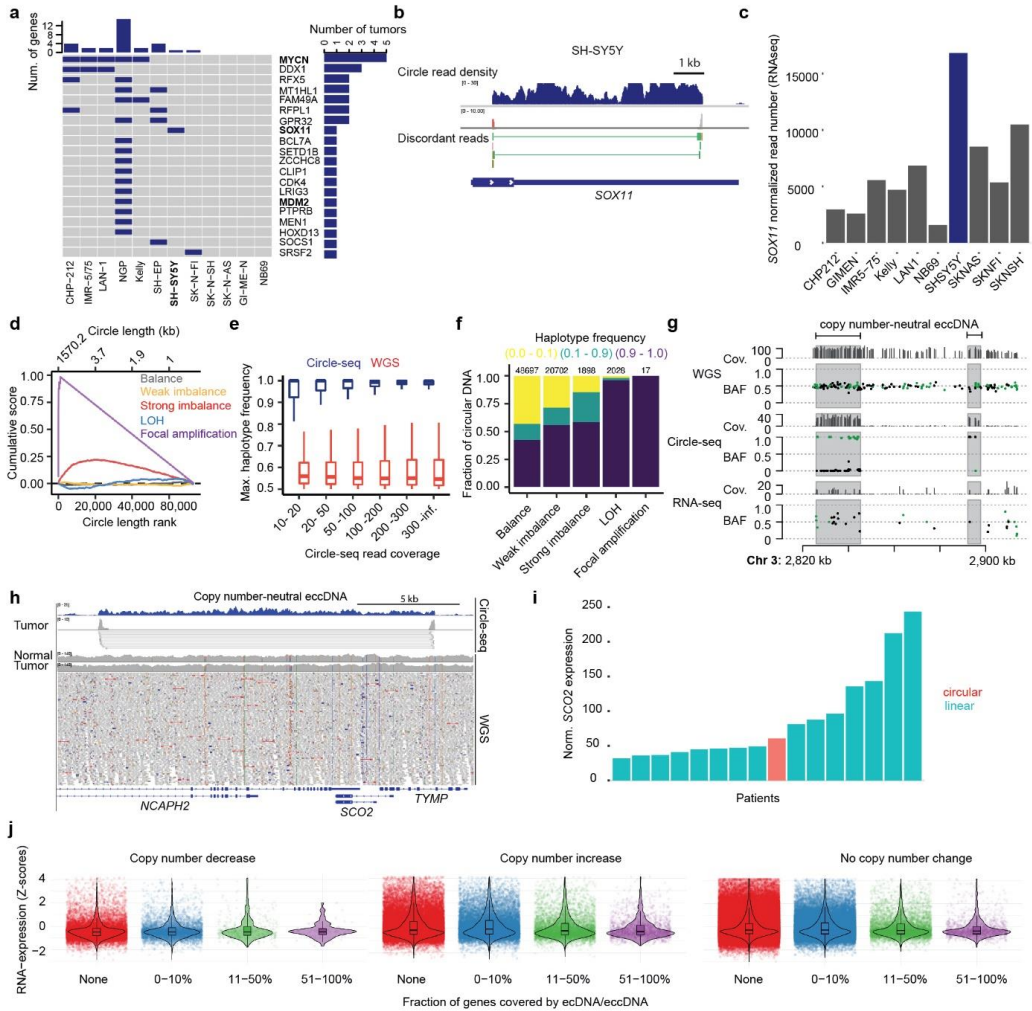 a
Num. of genes
12
8
4
0
Number of tumors
0 1 2 3 4 5
MYCN
DDX1
RFX5
MT1HL1
FAM49A
RFPL1
GPR32
SOX11
BCL7A
SETD1B
ZCCHC8
CLIP1
CDK4
LRIG3
MDM2
PTPRB
MEN1
HOXD13
SOCS1
SRSF2
CHP-212
IMR-5/75
LAN-1
NGP
Kelly
SH-EP
SH-SY5Y
SK-N-FI
SK-N-SH
SK-N-AS
GI-ME-N
NB69
b
SH-SY5Y
1 kb
Circle read density
[0 - 30]
[0 - 10.00]
Discordant reads
SOX11
c
SOX11 normalized read number (RNAseq)
15000
10000
5000
0
CHP212
GIMEN
IMR5-75
Kelly
LAN1
NB69
SHSY5Y
SKNAS
SKNFI
SKNSH
d
Circle length (kb)
1570.2
3.7
1.9
1
Cumulative score
1.0
0.8
0.6
0.4
0.2
0.0
Balance
Weak imbalance
Strong imbalance
LOH
Focal amplification
0 20,000 40,000 80,000
Circle length rank
e
Circle-seq WGS
Max. haplotype frequency
1.0
0.9
0.8
0.7
0.6
0.5
10- 20
20- 50
50 -100
100 -200
200 -300
300 -inf.
Circle-seq read coverage
f
Haplotype frequency
(0.0 - 0.1) (0.1 - 0.9) (0.9 - 1.0)
48697 20702 1898 2026 17
Fraction of circular DNA
1.00
0.75
0.50
0.25
0.00
Balance
Weak imbalance
Strong imbalance
LOH
Focal amplification
g
copy number-neutral eccDNA
WGS
Cov.
100
0
BAF
1.0
0.5
0
Circle-seq
Cov.
40
0
BAF
1.0
0.5
0
RNA-seq
Cov.
20
0
BAF
1.0
0.5
0
Chr 3: 2,820 kb 2,900 kb
h
Copy number-neutral eccDNA
5 kb
Tumor
Circle-seq
Normal
Tumor
WGS
NCAPH2
SCO2
TYMP
i
Norm. SCO2 expression
250
200
150
100
50
0
circular
linear
Patients
j
RNA-expression (Z-scores)
4
2
0
−2
Copy number decrease
Copy number increase
No copy number change
None 0−10% 11−50% 51−100%
None 0−10% 11−50% 51−100%
None 0−10% 11−50% 51−100%
Fraction of genes covered by ecDNA/eccDNA